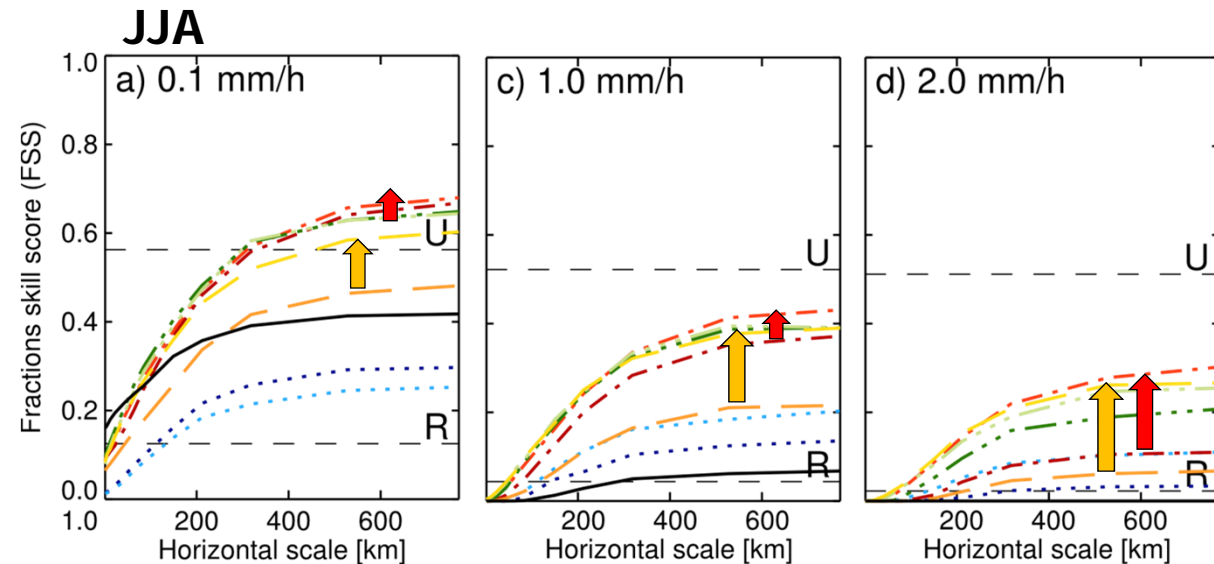 JJA
a) 0.1 mm/h
c) 1.0 mm/h
d) 2.0 mm/h
Fractions skill score (FSS)
1.0
0.8
0.6
0.4
0.2
0.0
1.0
U
R
U
R
U
R
200 400 600
200 400 600
200 400 600
Horizontal scale [km]
Horizontal scale [km]
Horizontal scale [km]